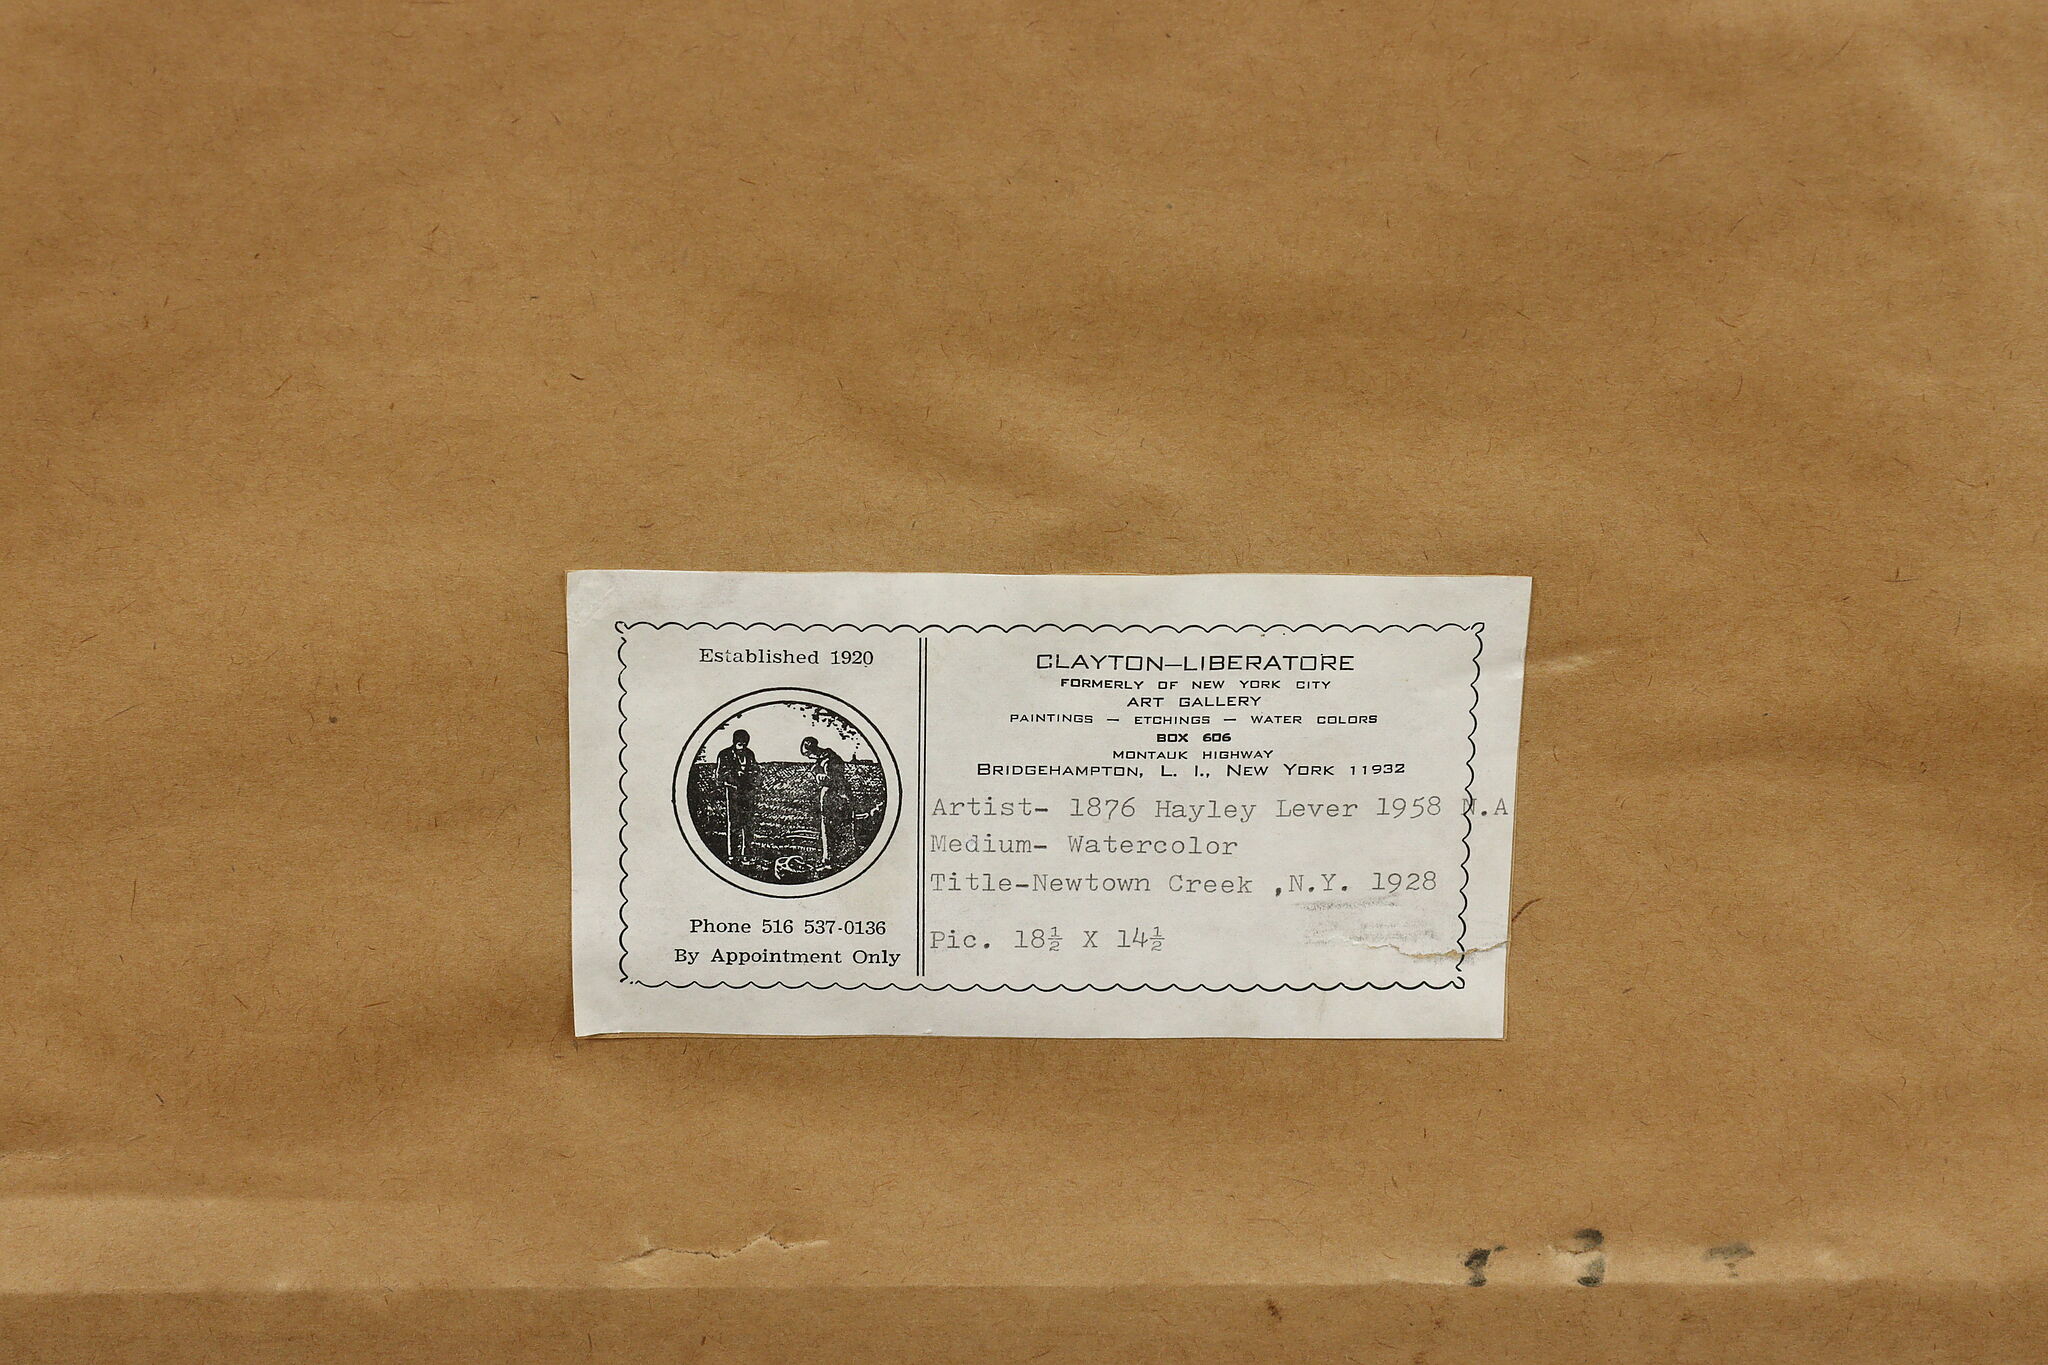 Established 1920
Phone 516 537-0136
By Appointment Only
CLAYTON—LIBERATORE
FORMERLY OF NEW YORK CITY
ART GALLERY
PAINTINGS — ETCHINGS — WATER COLORS
BOX 606
MONTAUK HIGHWAY
BRIDGEHAMPTON, L. I., NEW YORK 11932
Artist- 1876 Hayley Lever 1958 N.A
Medium- Watercolor
Title-Newtown Creek ,N.Y. 1928
Pic. 18½ X 14½